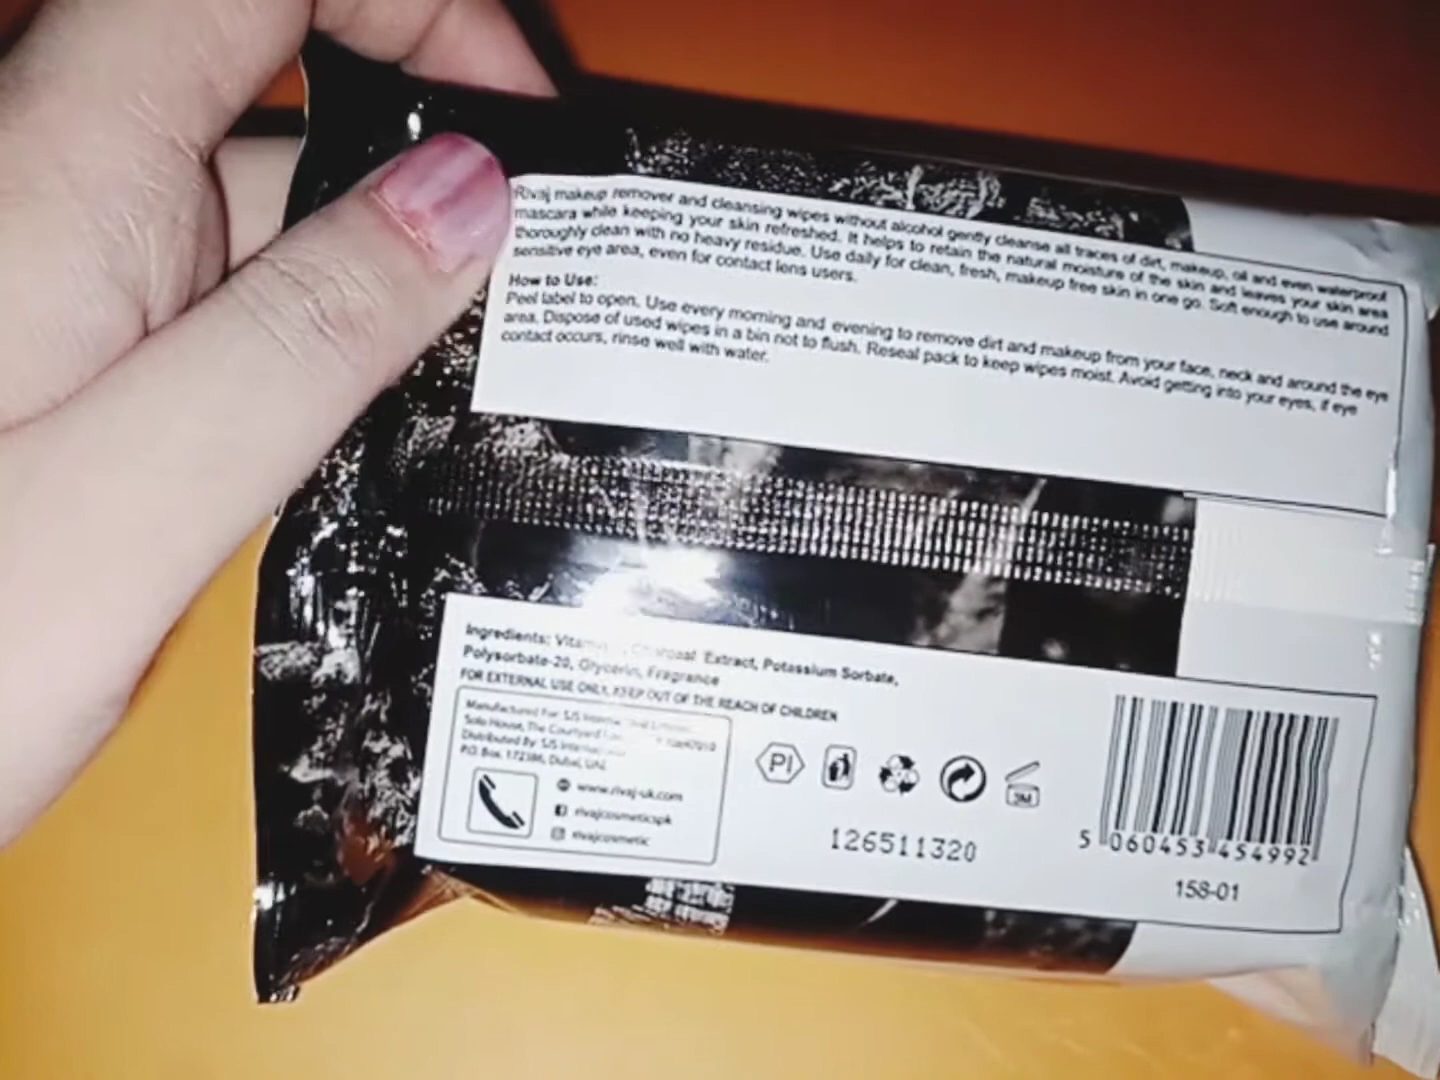 Rivaj makeup remover and cleansing wipes without alcohol gently cleanse all traces of dirt, makeup, oil and even waterproof
mascara while keeping your skin refreshed. It helps to retain the natural moisture of the skin and leaves your skin area
thoroughly clean with no heavy residue. Use daily for clean, fresh, makeup free skin in one go. Soft enough to use around
sensitive eye area, even for contact lens users.
How to Use:
Peel label to open. Use every morning and evening to remove dirt and makeup from your face, neck and around the eye
area. Dispose of used wipes in a bin not to flush. Reseal pack to keep wipes moist. Avoid getting into your eyes, if eye
contact occurs, rinse well with water.
Ingredients: Charcoal Extract, Potassium Sorbate,
Polysorbate-20, Glycerin, Fragrance
FOR EXTERNAL USE ONLY, KEEP OUT OF THE REACH OF CHILDREN
Manufactured For: SJS
Solo House, The Courtyard
Distributed By: SJS
P.O. Box. 172386, Dubai, UAE
www.rivaj-uk.com
rivajcosmeticspk
rivajcosmetic
PI
3M
126511320
5 060453 454992
158-01